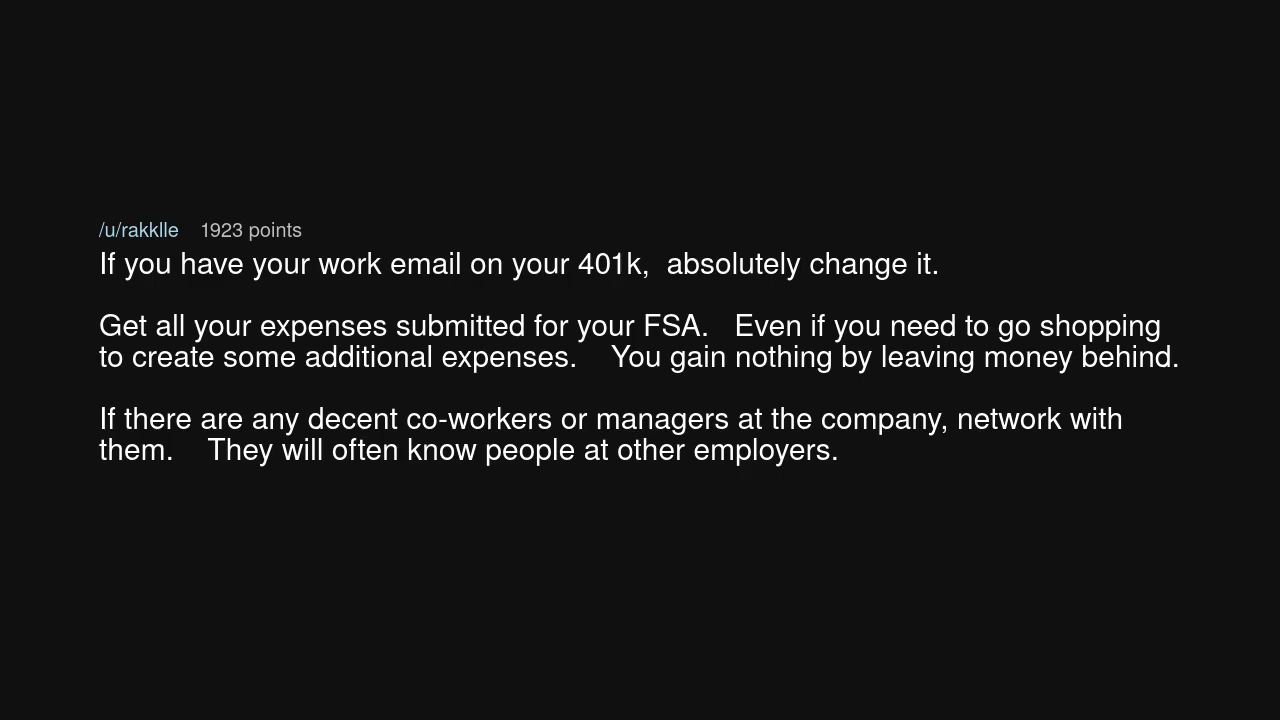 /u/rakklle 1923 points
If you have your work email on your 401k,  absolutely change it.
Get all your expenses submitted for your FSA.   Even if you need to go shopping
to create some additional expenses.    You gain nothing by leaving money behind.
If there are any decent co-workers or managers at the company, network with
them.    They will often know people at other employers.